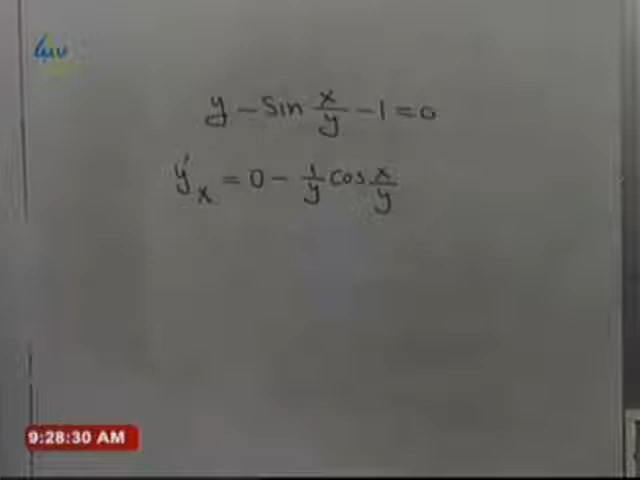 y - sin x/y - 1 = 0
y'x = 0 - 1/y cos x/y
9:28:30 AM